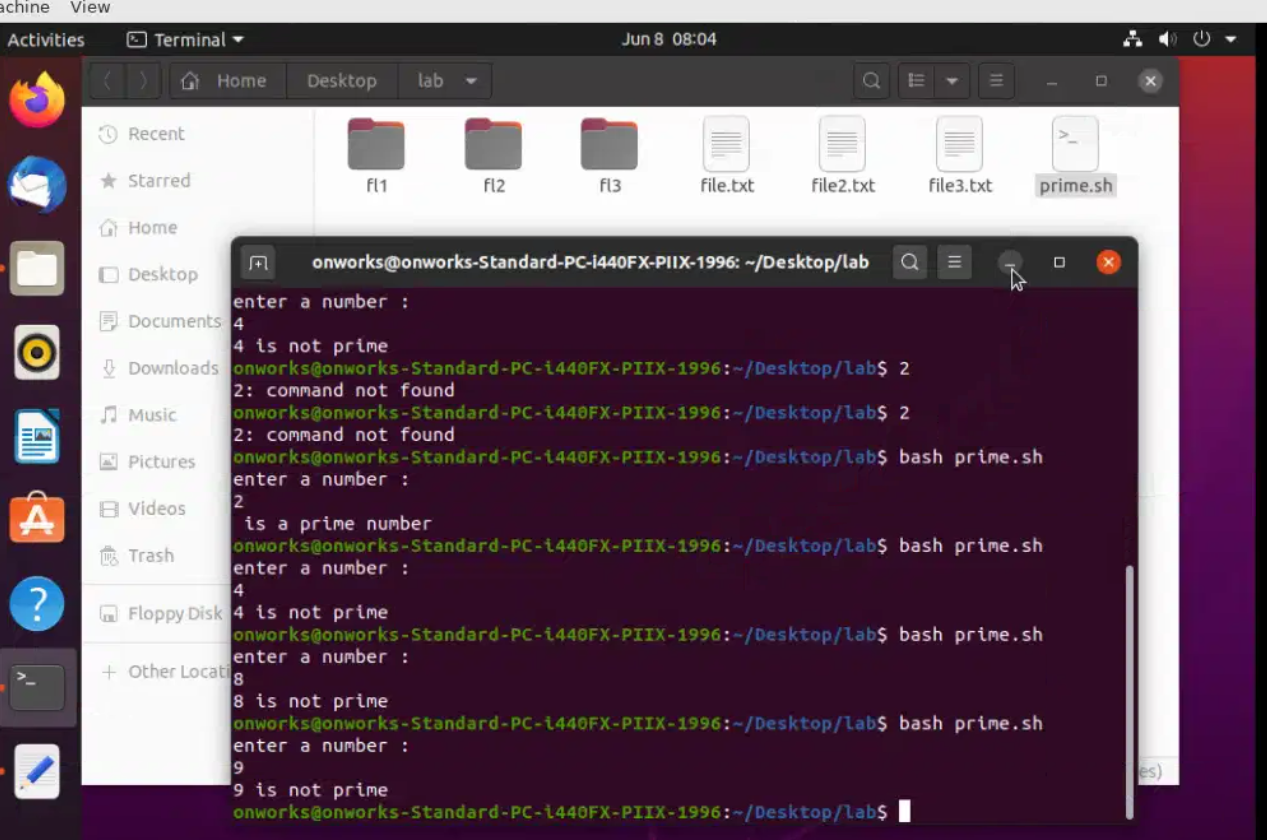 achine View
Activities Terminal Jun 8 08:04
Home Desktop lab
Recent
Starred
Home
Desktop
Documents
Downloads
Music
Pictures
Videos
Trash
Floppy Disk
Other Locati
fl1 fl2 fl3 file.txt file2.txt file3.txt prime.sh
onworks@onworks-Standard-PC-i440FX-PIIX-1996: ~/Desktop/lab
enter a number :
4
4 is not prime
onworks@onworks-Standard-PC-i440FX-PIIX-1996:~/Desktop/lab$ 2
2: command not found
onworks@onworks-Standard-PC-i440FX-PIIX-1996:~/Desktop/lab$ 2
2: command not found
onworks@onworks-Standard-PC-i440FX-PIIX-1996:~/Desktop/lab$ bash prime.sh
enter a number :
2
 is a prime number
onworks@onworks-Standard-PC-i440FX-PIIX-1996:~/Desktop/lab$ bash prime.sh
enter a number :
4
4 is not prime
onworks@onworks-Standard-PC-i440FX-PIIX-1996:~/Desktop/lab$ bash prime.sh
enter a number :
8
8 is not prime
onworks@onworks-Standard-PC-i440FX-PIIX-1996:~/Desktop/lab$ bash prime.sh
enter a number :
9
9 is not prime
onworks@onworks-Standard-PC-i440FX-PIIX-1996:~/Desktop/lab$
es)